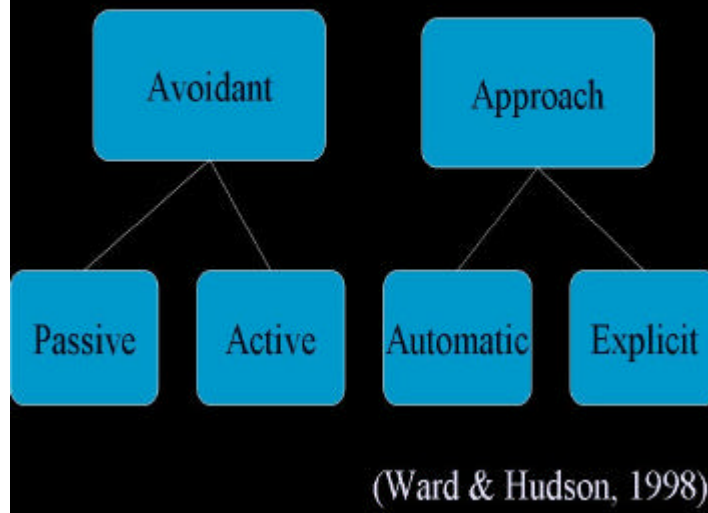 Avoidant
Approach
Passive
Active
Automatic
Explicit
(Ward & Hudson, 1998)